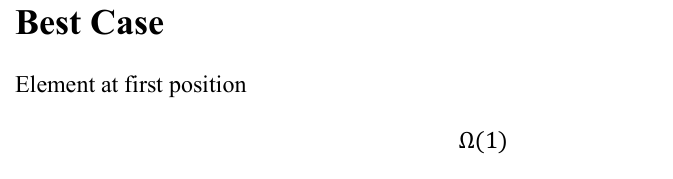 Best Case
Element at first position
Ω(1)